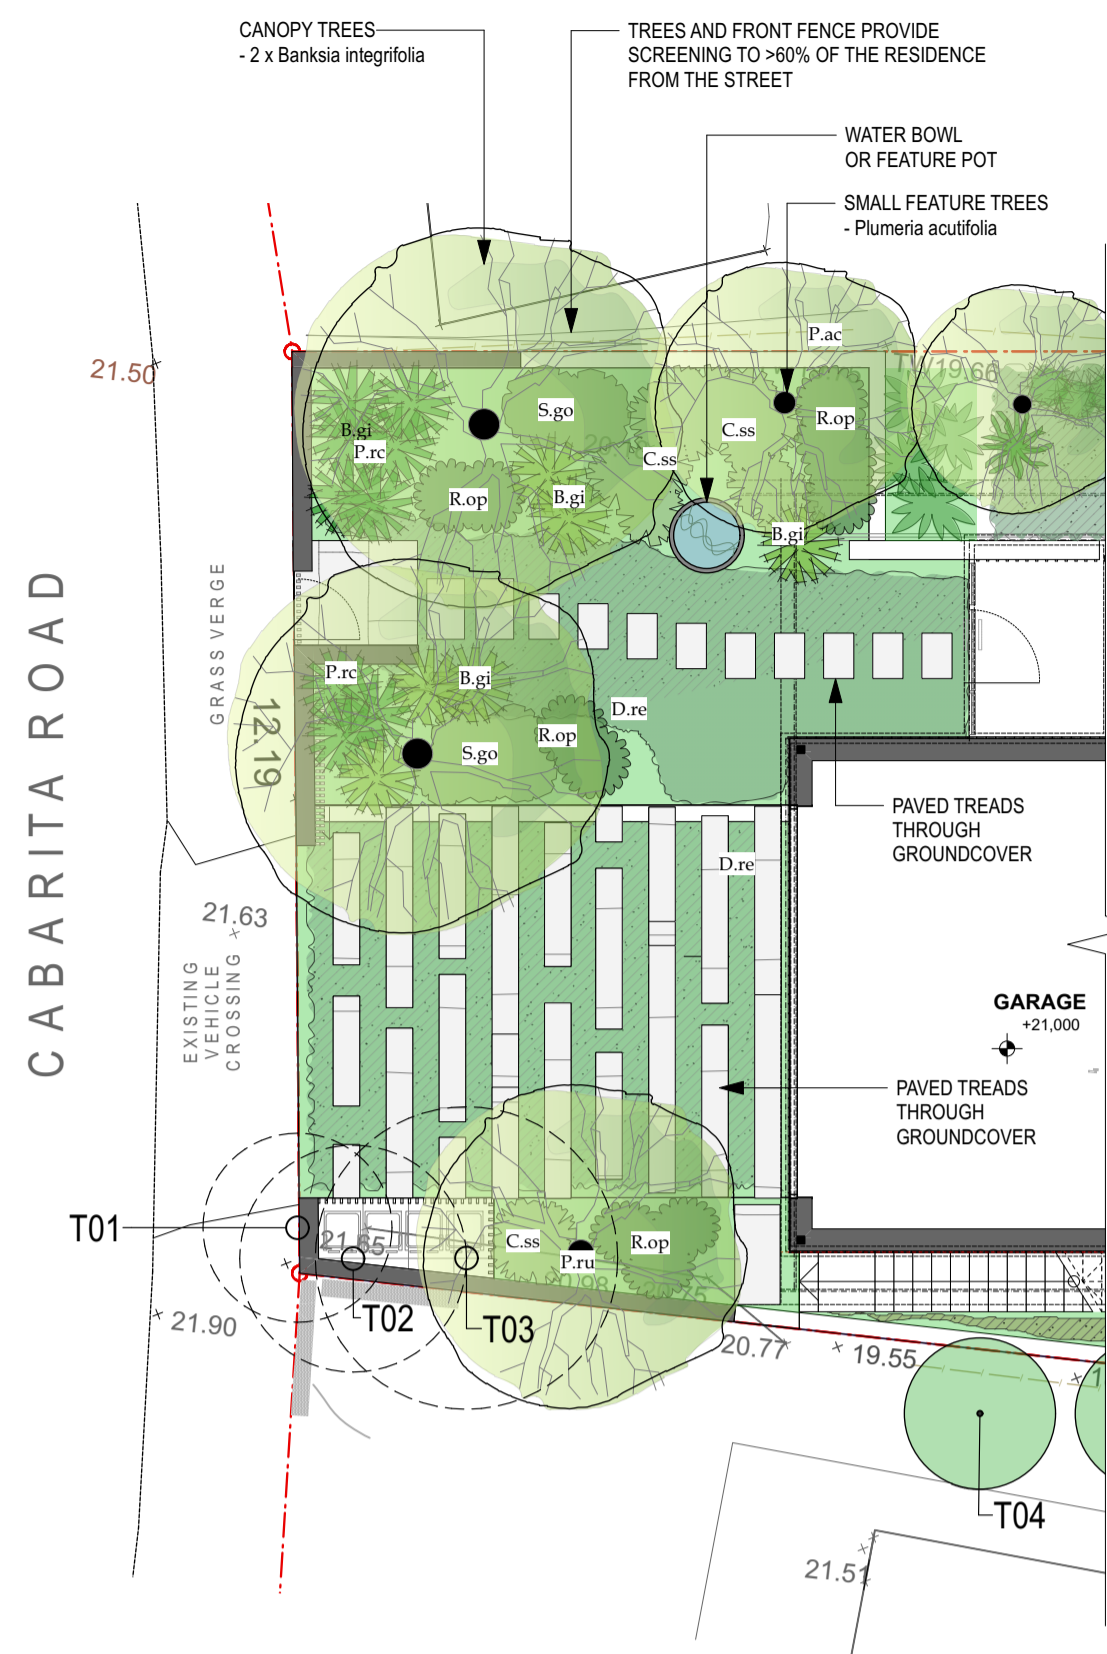 CANOPY TREES
- 2 x Banksia integrifolia
TREES AND FRONT FENCE PROVIDE
SCREENING TO >60% OF THE RESIDENCE
FROM THE STREET
WATER BOWL
OR FEATURE POT
SMALL FEATURE TREES
- Plumeria acutifolia
P.ac
TW19.66
21.50
S.go
B.gi
P.rc
C.ss
R.op
C.ss
R.op
B.gi
B.gi
GRASS VERGE
P.rc
B.gi
D.re
R.op
S.go
12.19
CABARITA ROAD
PAVED TREADS
THROUGH
GROUNDCOVER
D.re
21.63
EXISTING
VEHICLE
CROSSING
GARAGE
+21,000
PAVED TREADS
THROUGH
GROUNDCOVER
T01
21.65
C.ss
P.ru
R.op
T02
T03
21.90
20.77
19.55
T04
21.51